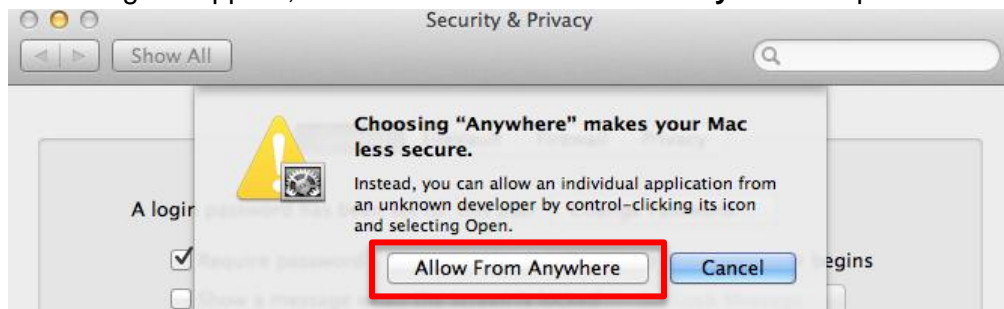 Security & Privacy
Show All
Choosing “Anywhere” makes your Mac
less secure.
Instead, you can allow an individual application from
an unknown developer by control-clicking its icon
and selecting Open.
A login
Allow From Anywhere
Cancel
egins